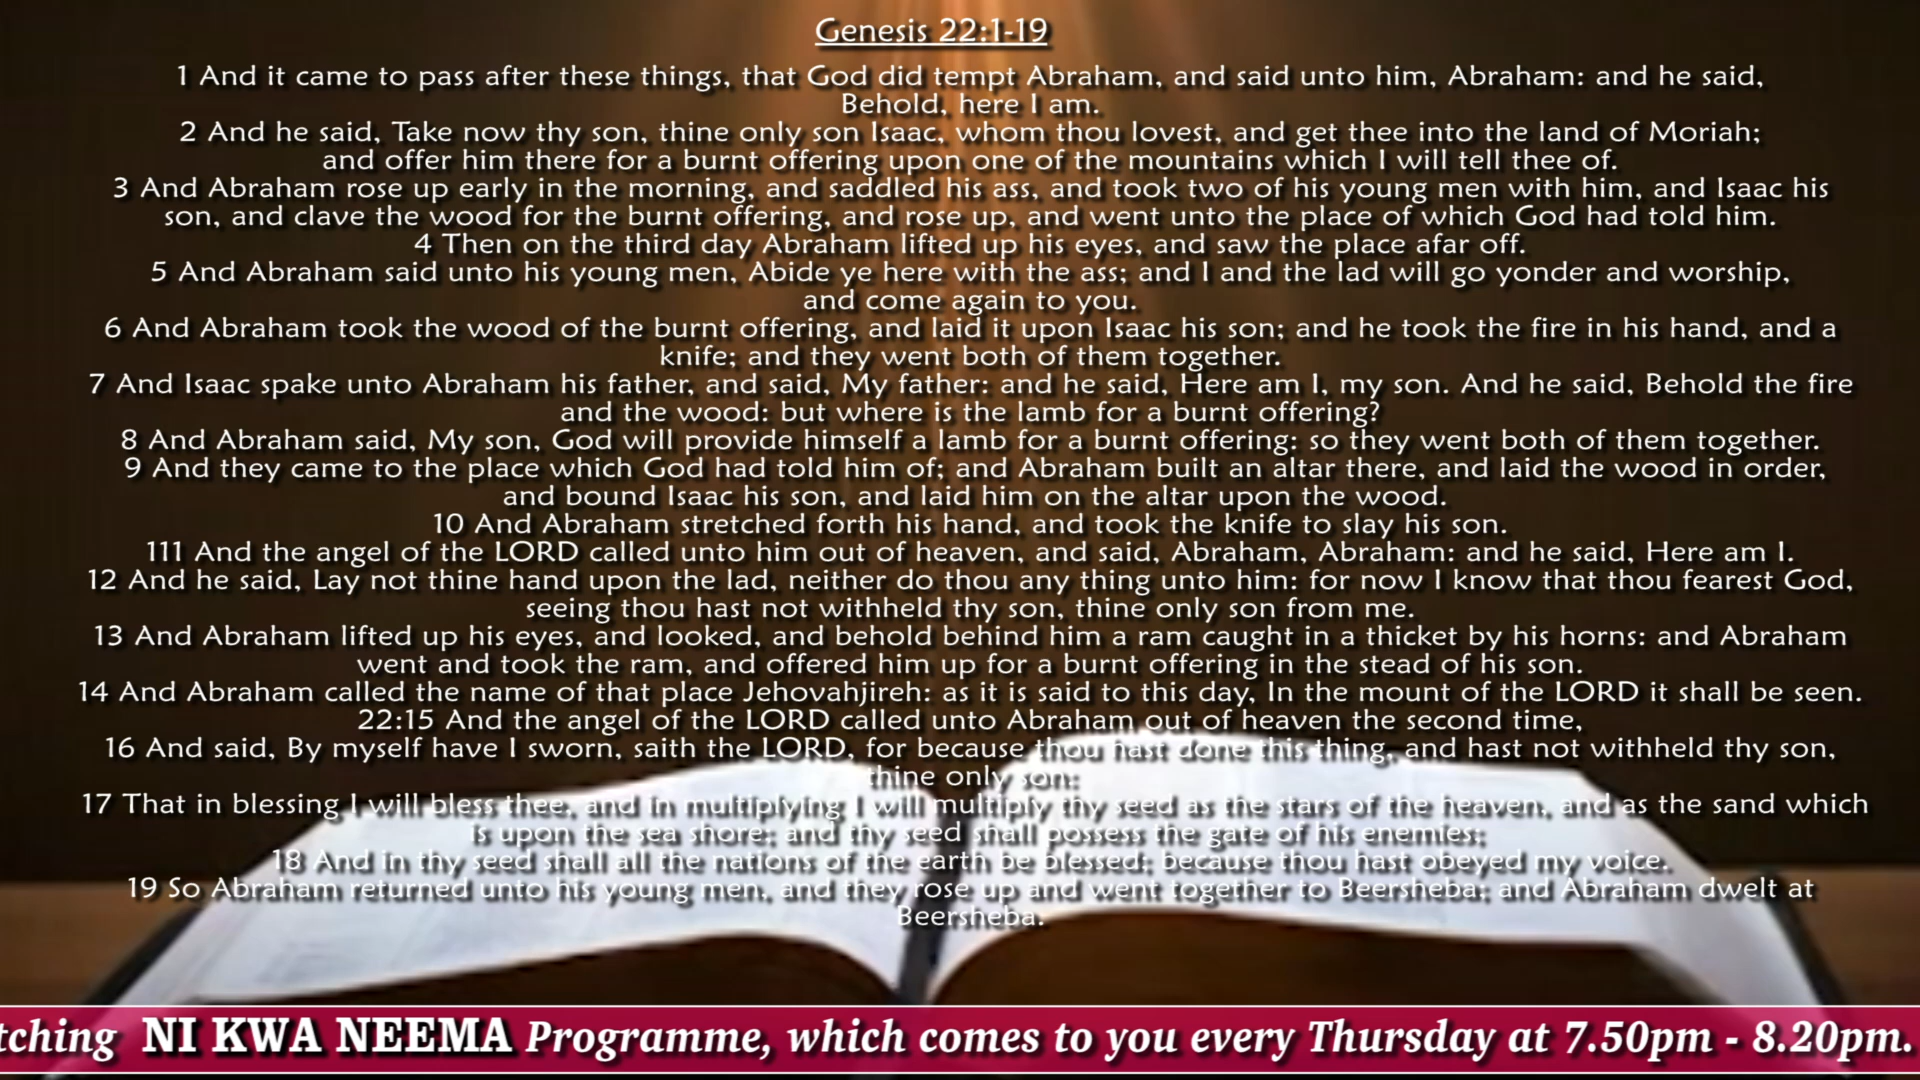 Genesis 22:1-19
1 And it came to pass after these things, that God did tempt Abraham, and said unto him, Abraham: and he said,
Behold, here I am.
2 And he said, Take now thy son, thine only son Isaac, whom thou lovest, and get thee into the land of Moriah;
and offer him there for a burnt offering upon one of the mountains which I will tell thee of.
3 And Abraham rose up early in the morning, and saddled his ass, and took two of his young men with him, and Isaac his
son, and clave the wood for the burnt offering, and rose up, and went unto the place of which God had told him.
4 Then on the third day Abraham lifted up his eyes, and saw the place afar off.
5 And Abraham said unto his young men, Abide ye here with the ass; and I and the lad will go yonder and worship,
and come again to you.
6 And Abraham took the wood of the burnt offering, and laid it upon Isaac his son; and he took the fire in his hand, and a
knife; and they went both of them together.
7 And Isaac spake unto Abraham his father, and said, My father: and he said, Here am I, my son. And he said, Behold the fire
and the wood: but where is the lamb for a burnt offering?
8 And Abraham said, My son, God will provide himself a lamb for a burnt offering: so they went both of them together.
9 And they came to the place which God had told him of; and Abraham built an altar there, and laid the wood in order,
and bound Isaac his son, and laid him on the altar upon the wood.
10 And Abraham stretched forth his hand, and took the knife to slay his son.
111 And the angel of the LORD called unto him out of heaven, and said, Abraham, Abraham: and he said, Here am I.
12 And he said, Lay not thine hand upon the lad, neither do thou any thing unto him: for now I know that thou fearest God,
seeing thou hast not withheld thy son, thine only son from me.
13 And Abraham lifted up his eyes, and looked, and behold behind him a ram caught in a thicket by his horns: and Abraham
went and took the ram, and offered him up for a burnt offering in the stead of his son.
14 And Abraham called the name of that place Jehovahjireh: as it is said to this day, In the mount of the LORD it shall be seen.
22:15 And the angel of the LORD called unto Abraham out of heaven the second time,
16 And said, By myself have I sworn, saith the LORD, for because thou hast done this thing, and hast not withheld thy son,
thine only son:
17 That in blessing I will bless thee, and in multiplying I will multiply thy seed as the stars of the heaven, and as the sand which
is upon the sea shore; and thy seed shall possess the gate of his enemies;
18 And in thy seed shall all the nations of the earth be blessed; because thou hast obeyed my voice.
19 So Abraham returned unto his young men, and they rose up and went together to Beersheba; and Abraham dwelt at
Beersheba.
tching NI KWA NEEMA Programme, which comes to you every Thursday at 7.50pm - 8.20pm.